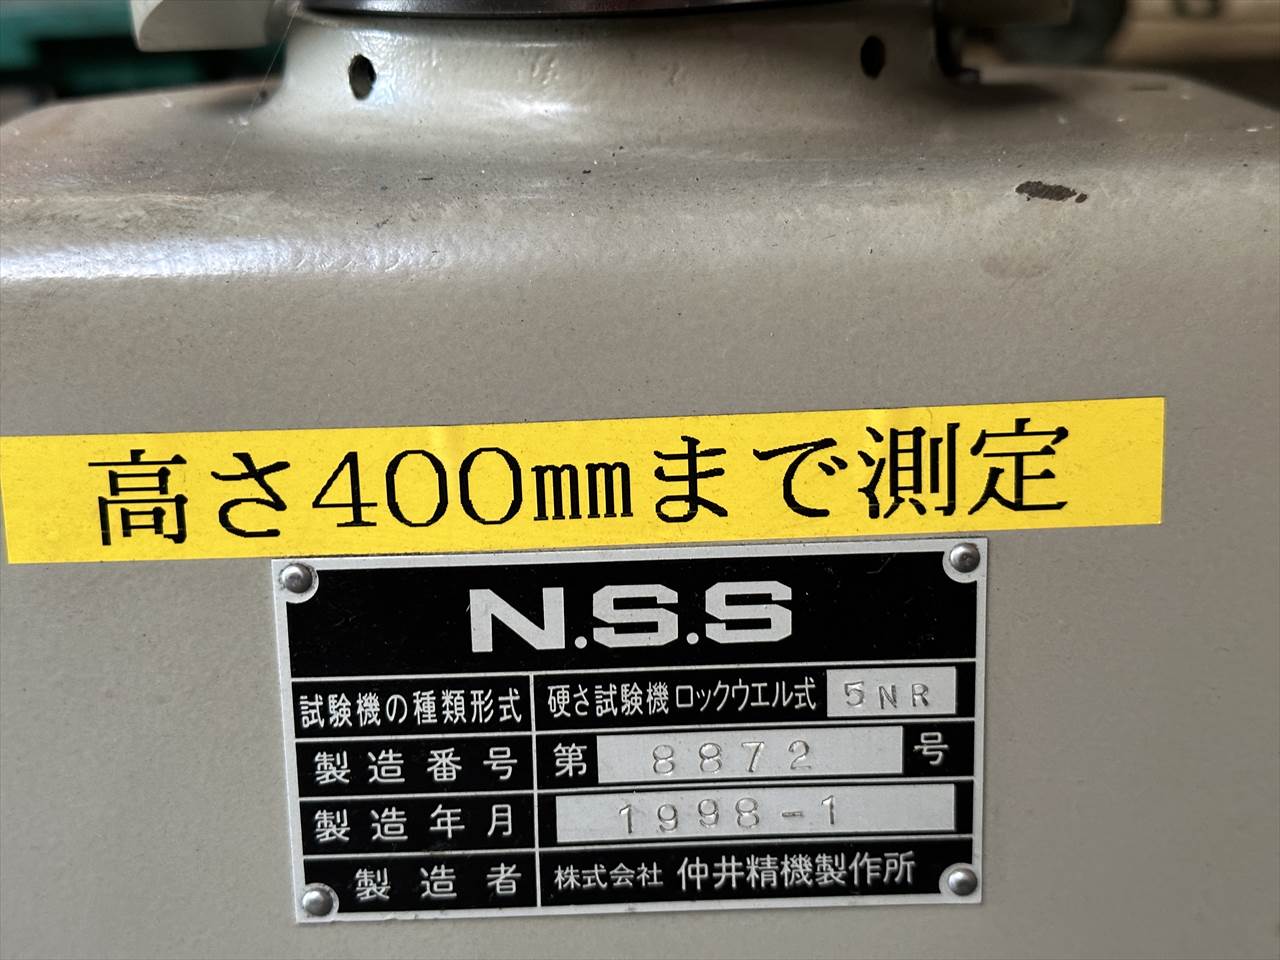 高さ400mmまで測定
N.S.S
試験機の種類形式 硬さ試験機 ロックウエル式 5NR
製造番号 第 8872 号
製造年月 1998-1
製造者 株式会社 仲井精機製作所